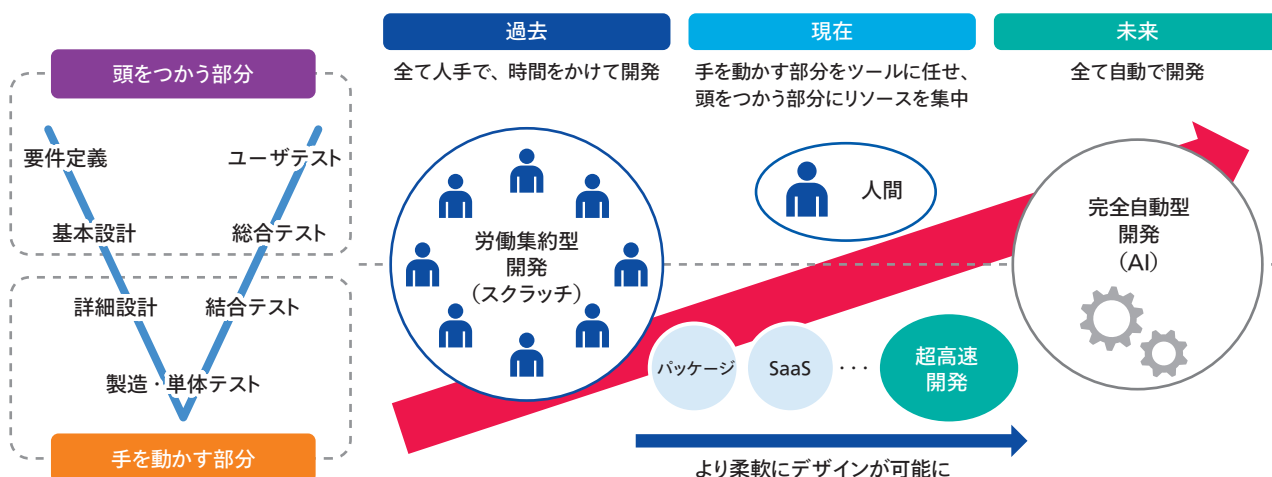 頭をつかう部分
要件定義
ユーザテスト
基本設計
総合テスト
詳細設計
結合テスト
製造・単体テスト
手を動かす部分
過去
全て人手で、時間をかけて開発
労働集約型
開発
（スクラッチ）
現在
手を動かす部分をツールに任せ、
頭をつかう部分にリソースを集中
人間
パッケージ
SaaS
･･･
超高速
開発
より柔軟にデザインが可能に
未来
全て自動で開発
完全自動型
開発
（AI）